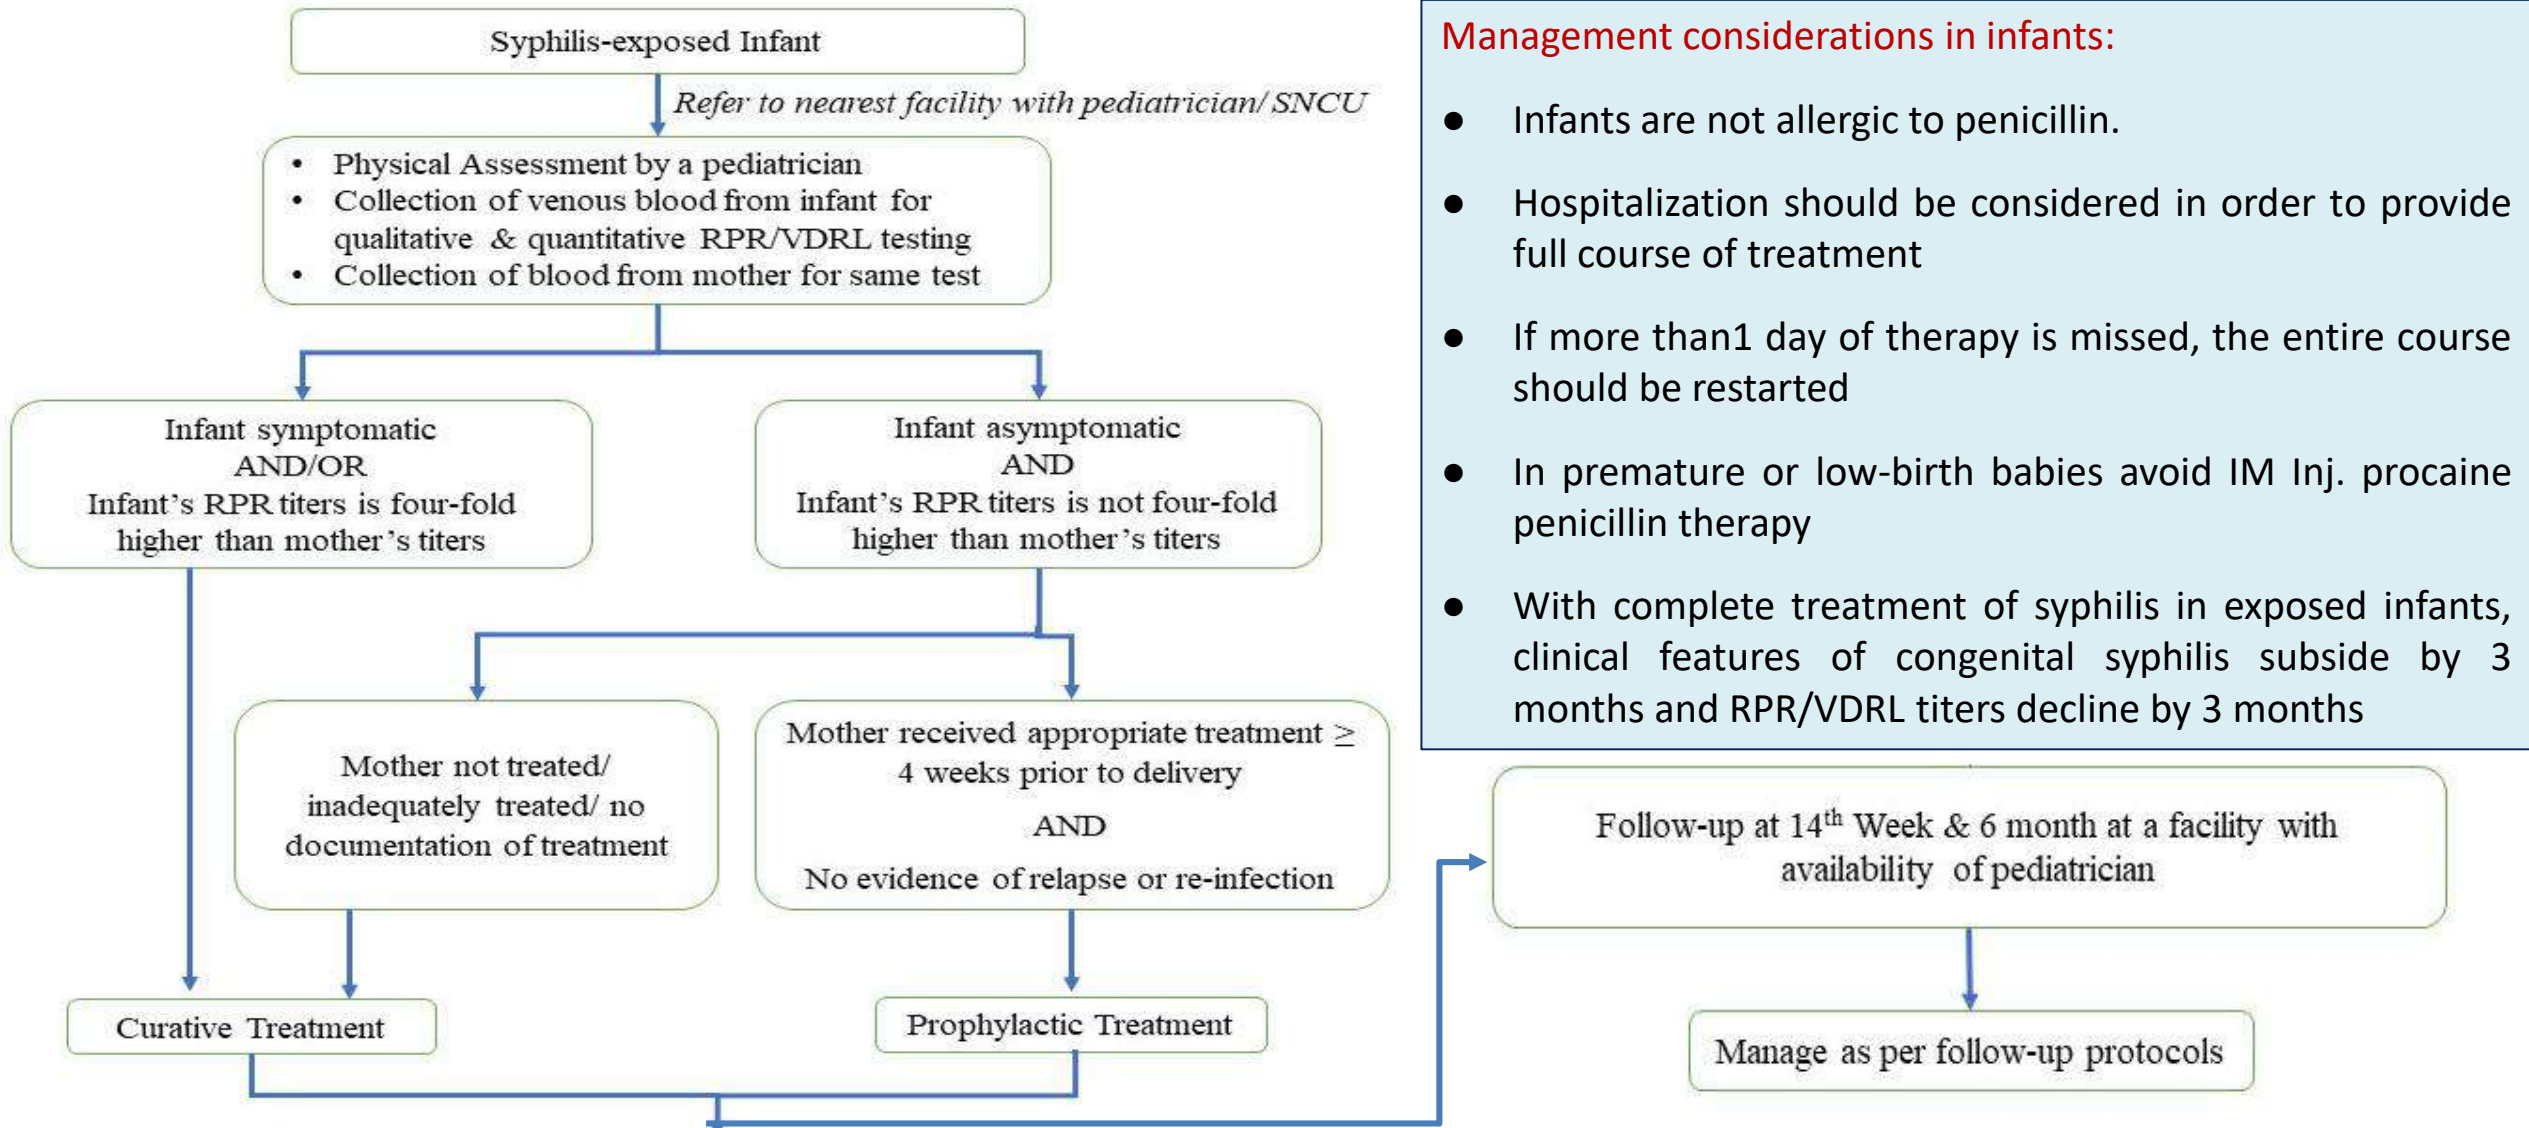 Syphilis-exposed Infant
Refer to nearest facility with pediatrician/ SNCU
• Physical Assessment by a pediatrician
• Collection of venous blood from infant for
qualitative & quantitative RPR/VDRL testing
• Collection of blood from mother for same test
Infant symptomatic
AND/OR
Infant's RPR titers is four-fold
higher than mother's titers
Infant asymptomatic
AND
Infant's RPR titers is not four-fold
higher than mother's titers
Mother not treated/
inadequately treated/ no
documentation of treatment
Mother received appropriate treatment ≥
4 weeks prior to delivery
AND
No evidence of relapse or re-infection
Curative Treatment
Prophylactic Treatment
Management considerations in infants:
● Infants are not allergic to penicillin.
● Hospitalization should be considered in order to provide
full course of treatment
● If more than1 day of therapy is missed, the entire course
should be restarted
● In premature or low-birth babies avoid IM Inj. procaine
penicillin therapy
● With complete treatment of syphilis in exposed infants,
clinical features of congenital syphilis subside by 3
months and RPR/VDRL titers decline by 3 months
Follow-up at 14th Week & 6 month at a facility with
availability of pediatrician
Manage as per follow-up protocols